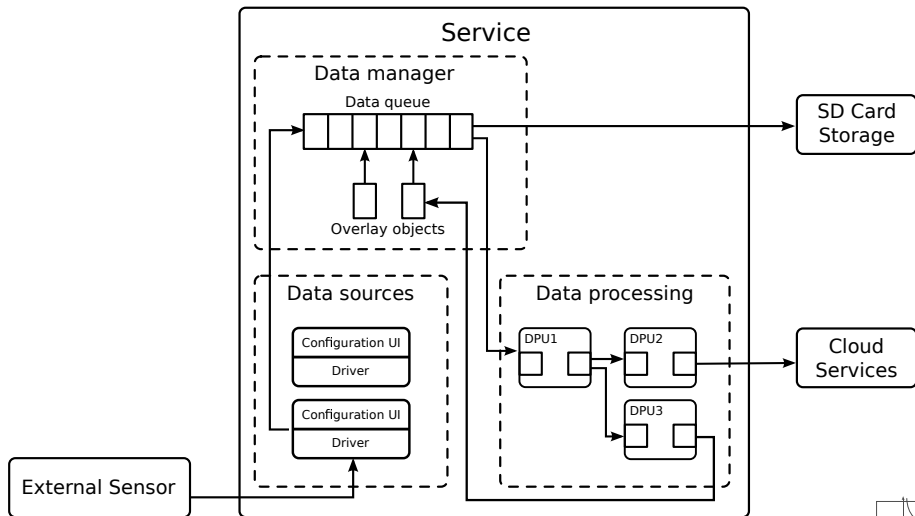 Service
Data manager
Data queue
Overlay objects
SD Card
Storage
Data sources
Configuration UI
Driver
Configuration UI
Driver
Data processing
DPU1
DPU2
DPU3
Cloud
Services
External Sensor